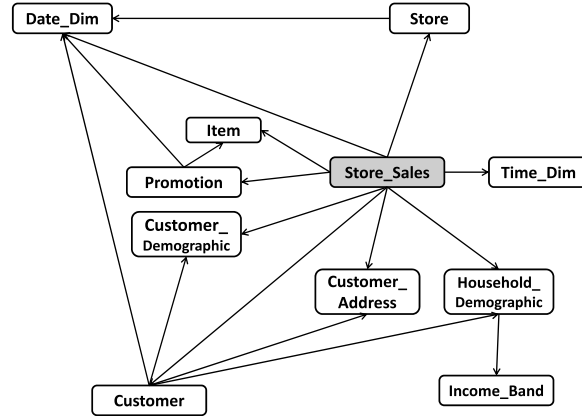 Date_Dim
Store
Item
Promotion
Store_Sales
Time_Dim
Customer_
Demographic
Customer_
Address
Household_
Demographic
Customer
Income_Band